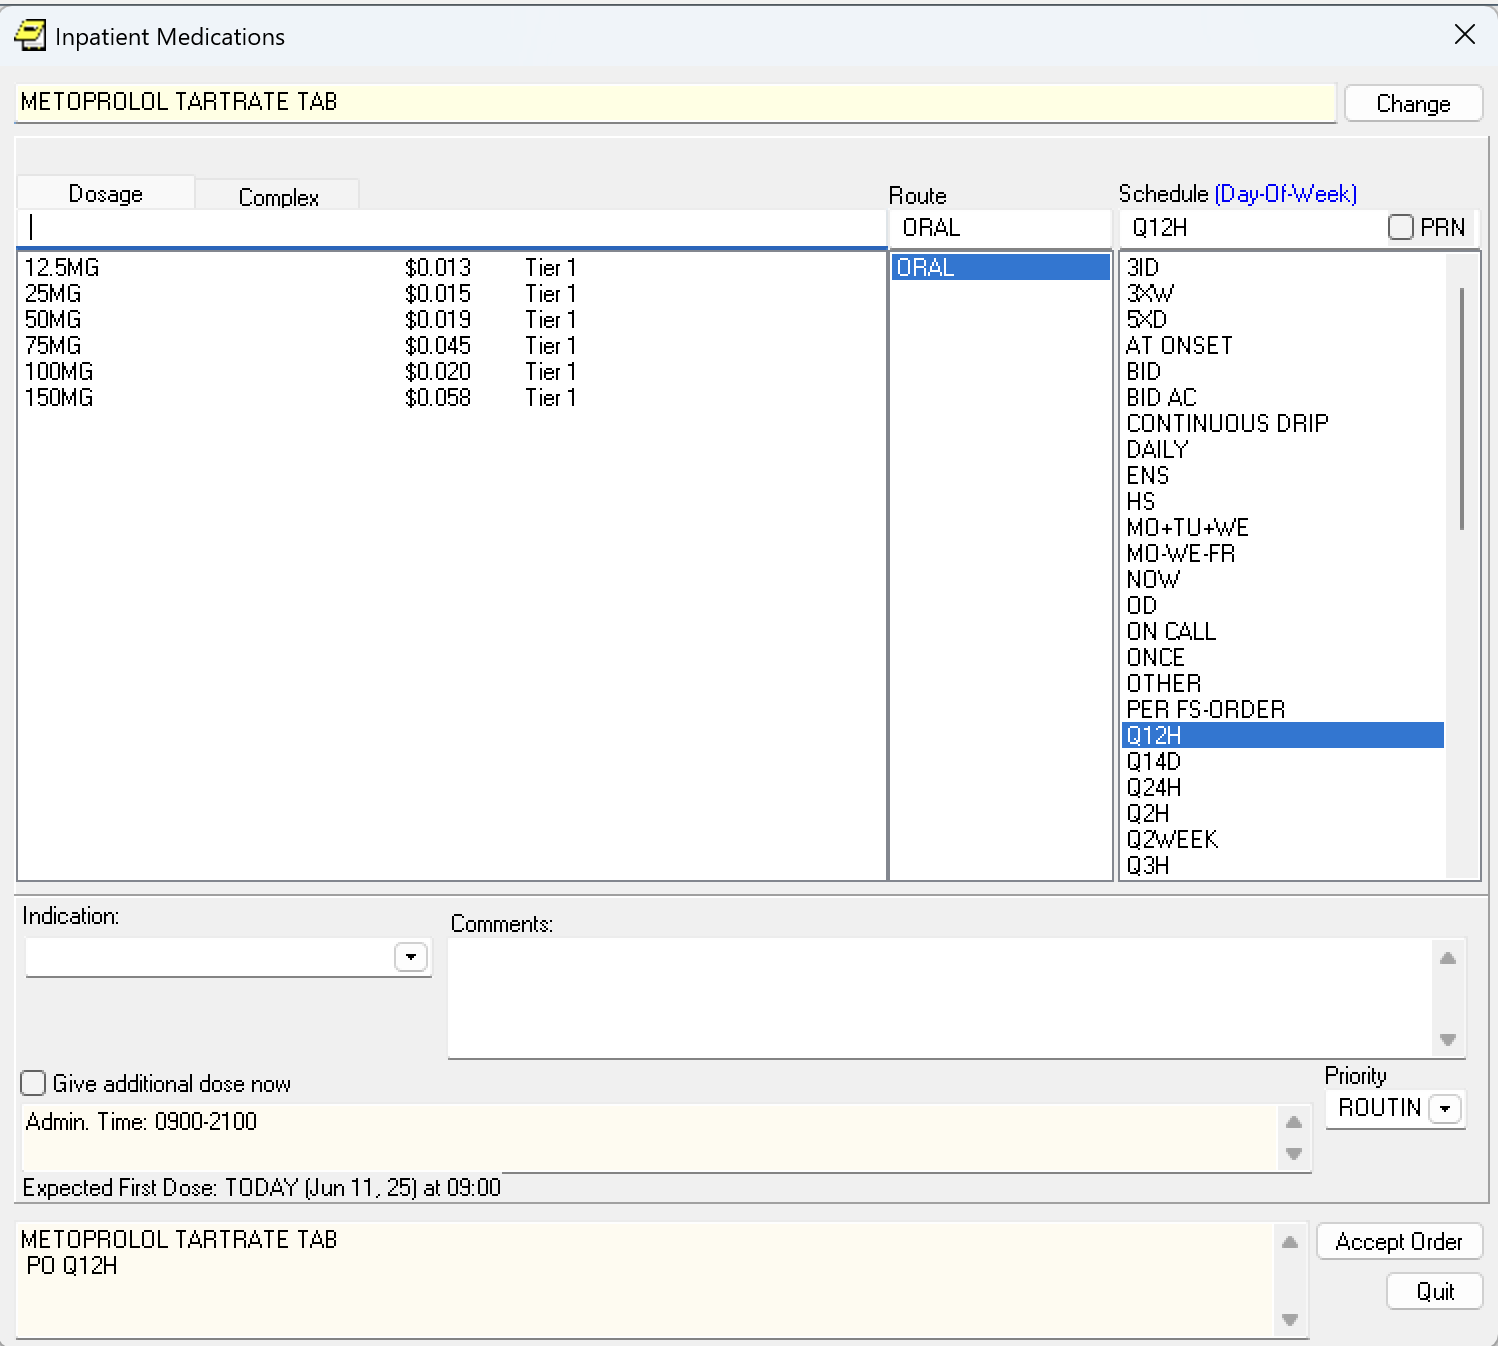 Inpatient Medications
METOPROLOL TARTRATE TAB
Change
Dosage
Complex
Route
Schedule (Day-Of-Week)
ORAL
Q12H
PRN
12.5MG $0.013 Tier 1
25MG $0.015 Tier 1
50MG $0.019 Tier 1
75MG $0.045 Tier 1
100MG $0.020 Tier 1
150MG $0.058 Tier 1
ORAL
3ID
3XW
5XD
AT ONSET
BID
BID AC
CONTINUOUS DRIP
DAILY
ENS
HS
MO+TU+WE
MO-WE-FR
NOW
OD
ON CALL
ONCE
OTHER
PER FS-ORDER
Q12H
Q14D
Q24H
Q2H
Q2WEEK
Q3H
Indication:
Comments:
Give additional dose now
Priority
ROUTIN
Admin. Time: 0900-2100
Expected First Dose: TODAY (Jun 11, 25) at 09:00
METOPROLOL TARTRATE TAB
PO Q12H
Accept Order
Quit